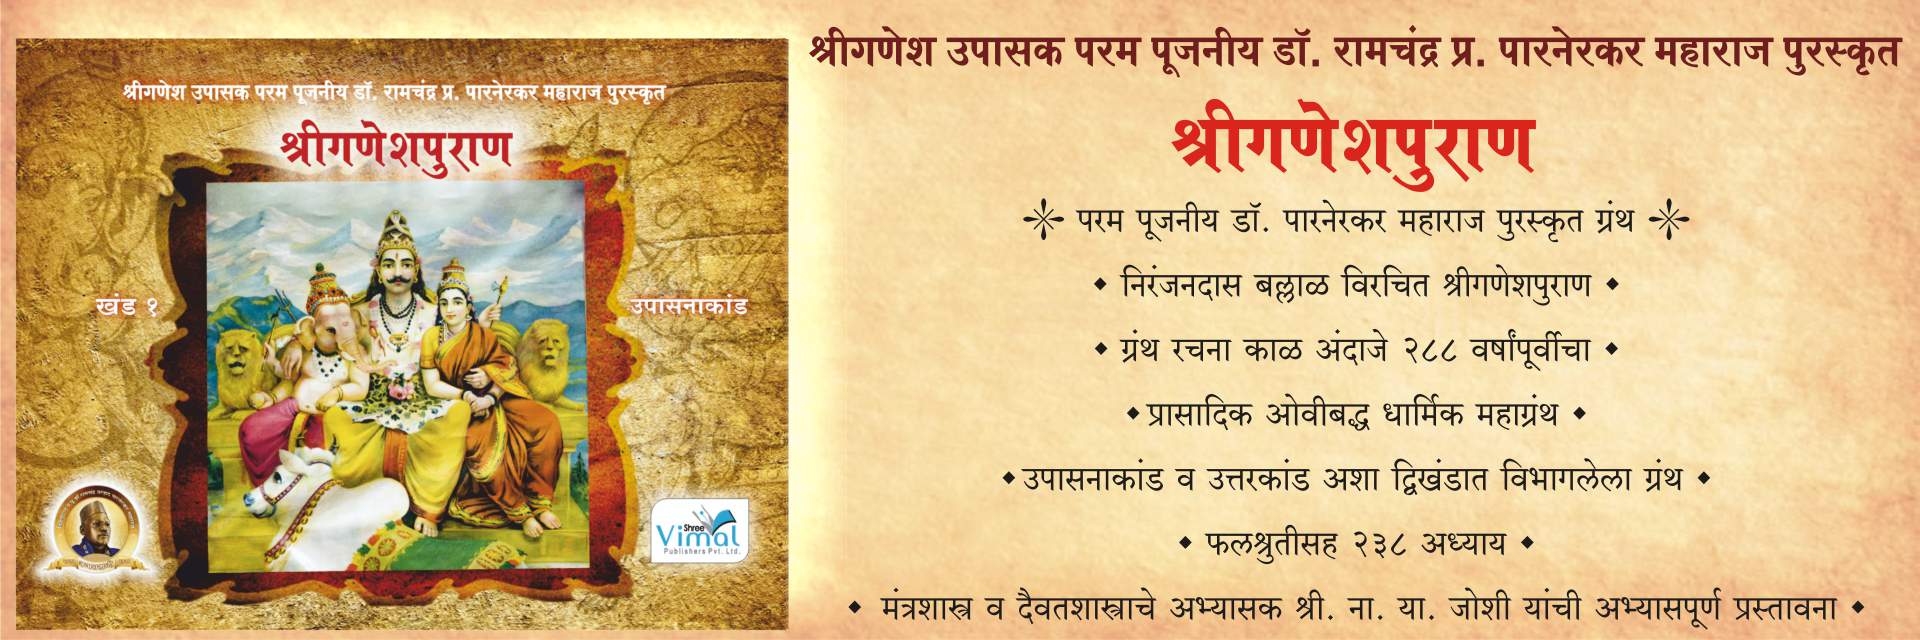 श्रीगणेश उपासक परम पूजनीय डॉ. रामचंद्र प्र. पारनेरकर महाराज पुरस्कृत
श्रीगणेशपुराण
खंड १
उपासनाकांड
Shree
Vimal
Publishers Pvt. Ltd.
श्रीगणेश उपासक परम पूजनीय डॉ. रामचंद्र प्र. पारनेरकर महाराज पुरस्कृत
श्रीगणेशपुराण
परम पूजनीय डॉ. पारनेरकर महाराज पुरस्कृत ग्रंथ
• निरंजनदास बल्लाळ विरचित श्रीगणेशपुराण •
• ग्रंथ रचना काळ अंदाजे २८८ वर्षांपूर्वीचा •
• प्रासादिक ओवीबद्ध धार्मिक महाग्रंथ •
• उपासनाकांड व उत्तरकांड अशा द्विखंडात विभागलेला ग्रंथ •
• फलश्रुतीसह २३८ अध्याय •
• मंत्रशास्त्र व दैवतशास्त्राचे अभ्यासक श्री. ना. या. जोशी यांची अभ्यासपूर्ण प्रस्तावना •